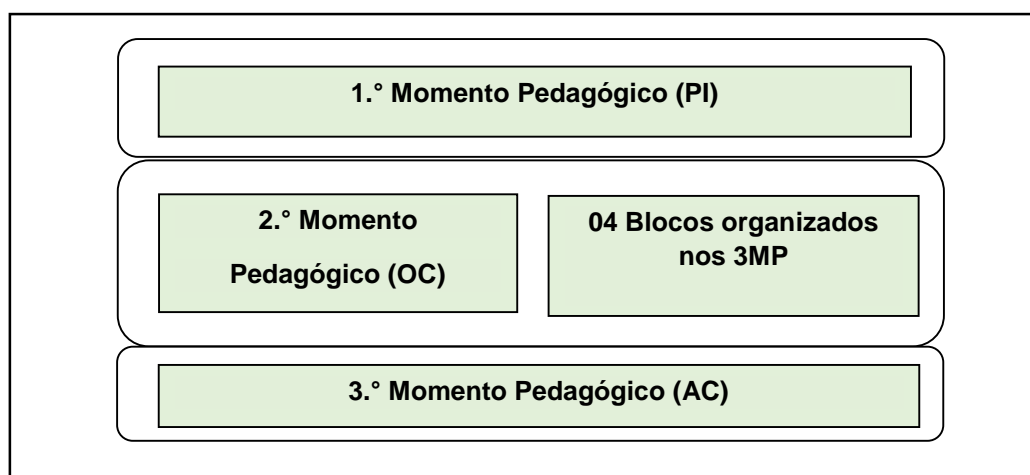 1.° Momento Pedagógico (PI)
2.° Momento
Pedagógico (OC)
04 Blocos organizados
nos 3MP
3.° Momento Pedagógico (AC)